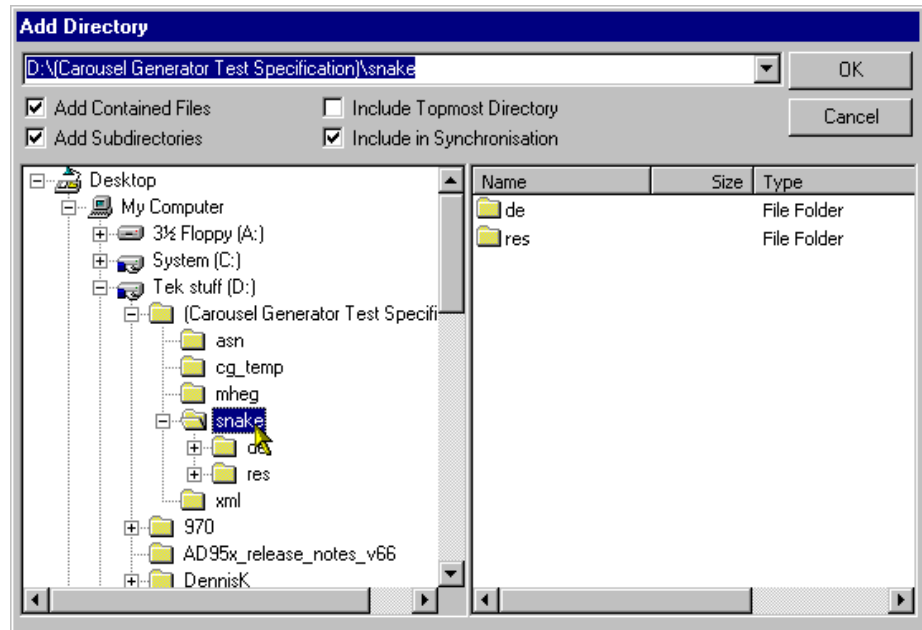 Add Directory
D:\(Carousel Generator Test Specification)\snake
OK
Add Contained Files
Include Topmost Directory
Cancel
Add Subdirectories
Include in Synchronisation
Desktop
My Computer
3½ Floppy (A:)
System (C:)
Tek stuff (D:)
(Carousel Generator Test Specifi
asn
cg_temp
mheg
snake
de
res
xml
970
AD95x_release_notes_v66
DennisK
Name Size Type
de File Folder
res File Folder